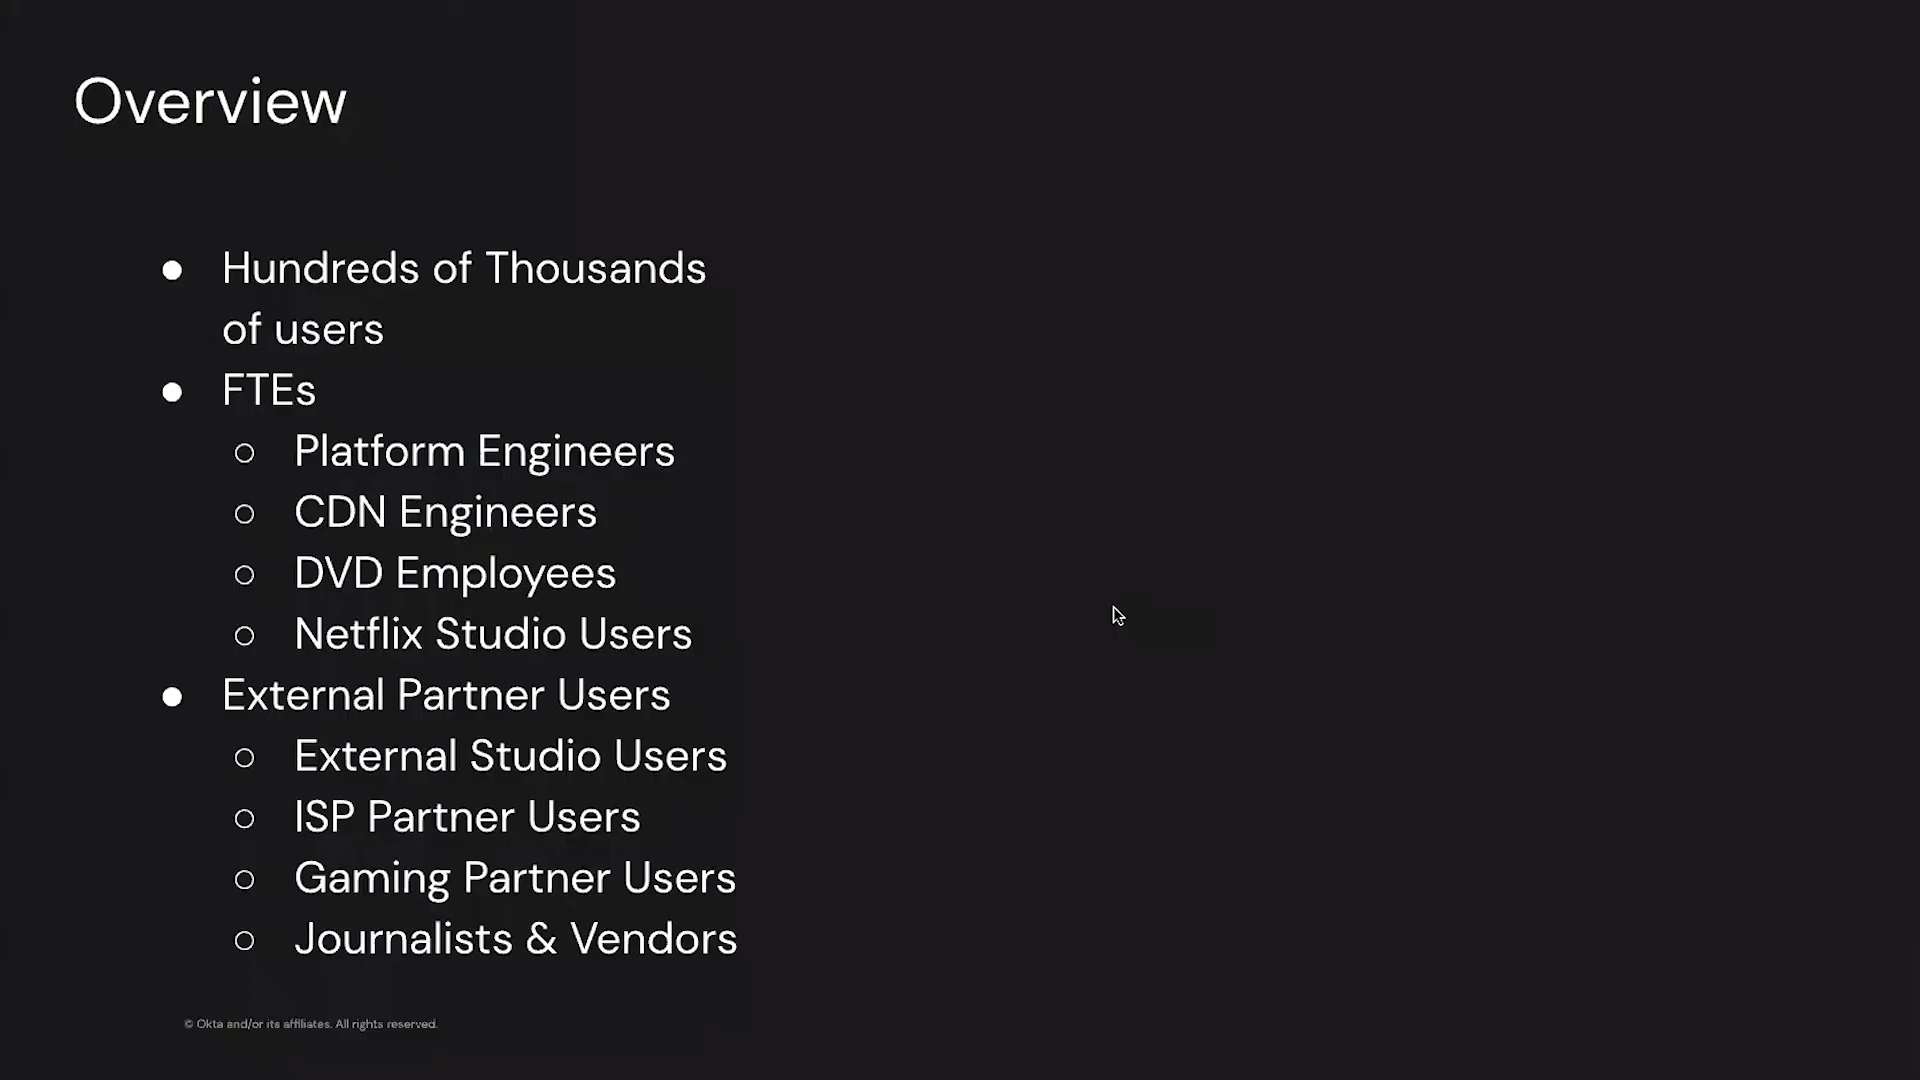 Overview
● Hundreds of Thousands
of users
● FTEs
○ Platform Engineers
○ CDN Engineers
○ DVD Employees
○ Netflix Studio Users
● External Partner Users
○ External Studio Users
○ ISP Partner Users
○ Gaming Partner Users
○ Journalists & Vendors
© Okta and/or its affiliates. All rights reserved.